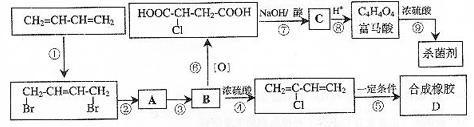 CH₂=CH-CH=CH₂
①
CH₂-CH=CH-CH₂
Br Br
②
A
③
B
⑥ [O]
HOOC-CH-CH₂-COOH
Cl
NaOH/ 醇
⑦
C
H⁺
⑧
C₄H₄O₄
富马酸
浓硫酸
⑨
杀菌剂
浓硫酸
④
CH₂=C-CH=CH₂
Cl
一定条件
⑤
合成橡胶
D